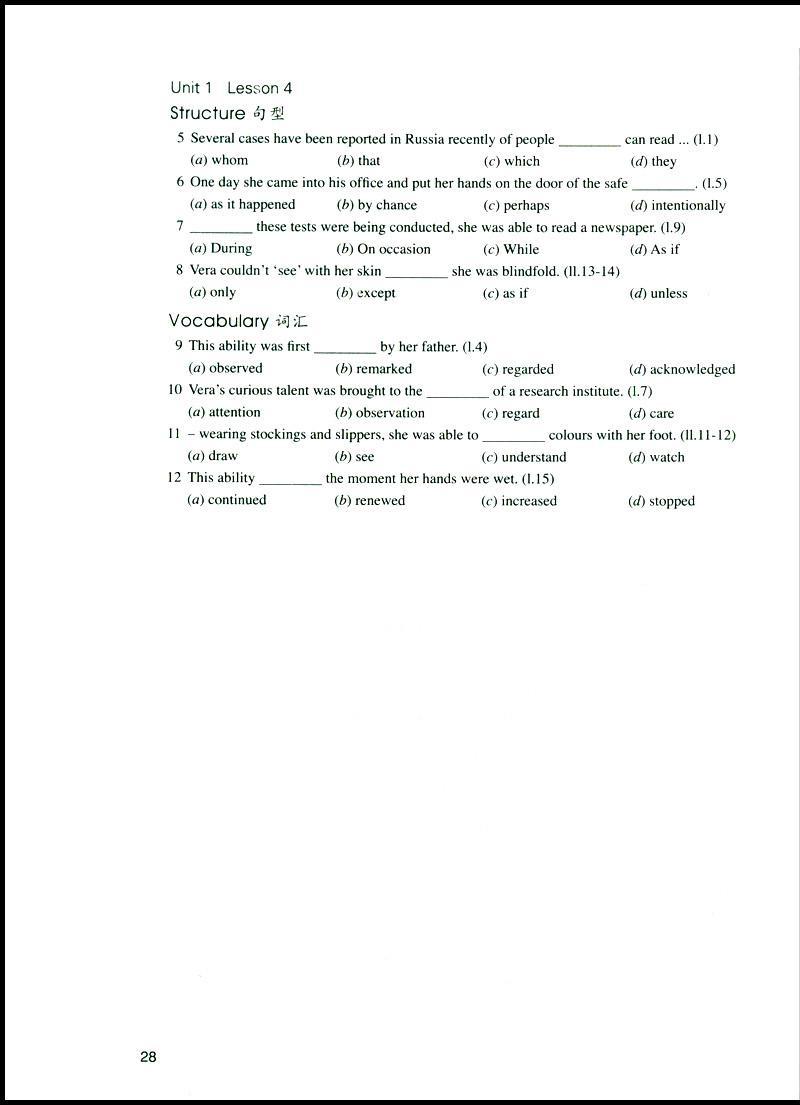 Unit 1 Lesson 4
Structure 句型
5 Several cases have been reported in Russia recently of people ________ can read ... (l.1)
(a) whom (b) that (c) which (d) they
6 One day she came into his office and put her hands on the door of the safe ________. (l.5)
(a) as it happened (b) by chance (c) perhaps (d) intentionally
7 ________ these tests were being conducted, she was able to read a newspaper. (l.9)
(a) During (b) On occasion (c) While (d) As if
8 Vera couldn't 'see' with her skin ________ she was blindfold. (ll.13-14)
(a) only (b) except (c) as if (d) unless
Vocabulary 词汇
9 This ability was first ________ by her father. (l.4)
(a) observed (b) remarked (c) regarded (d) acknowledged
10 Vera's curious talent was brought to the ________ of a research institute. (l.7)
(a) attention (b) observation (c) regard (d) care
11 – wearing stockings and slippers, she was able to ________ colours with her foot. (ll.11-12)
(a) draw (b) see (c) understand (d) watch
12 This ability ________ the moment her hands were wet. (l.15)
(a) continued (b) renewed (c) increased (d) stopped
28